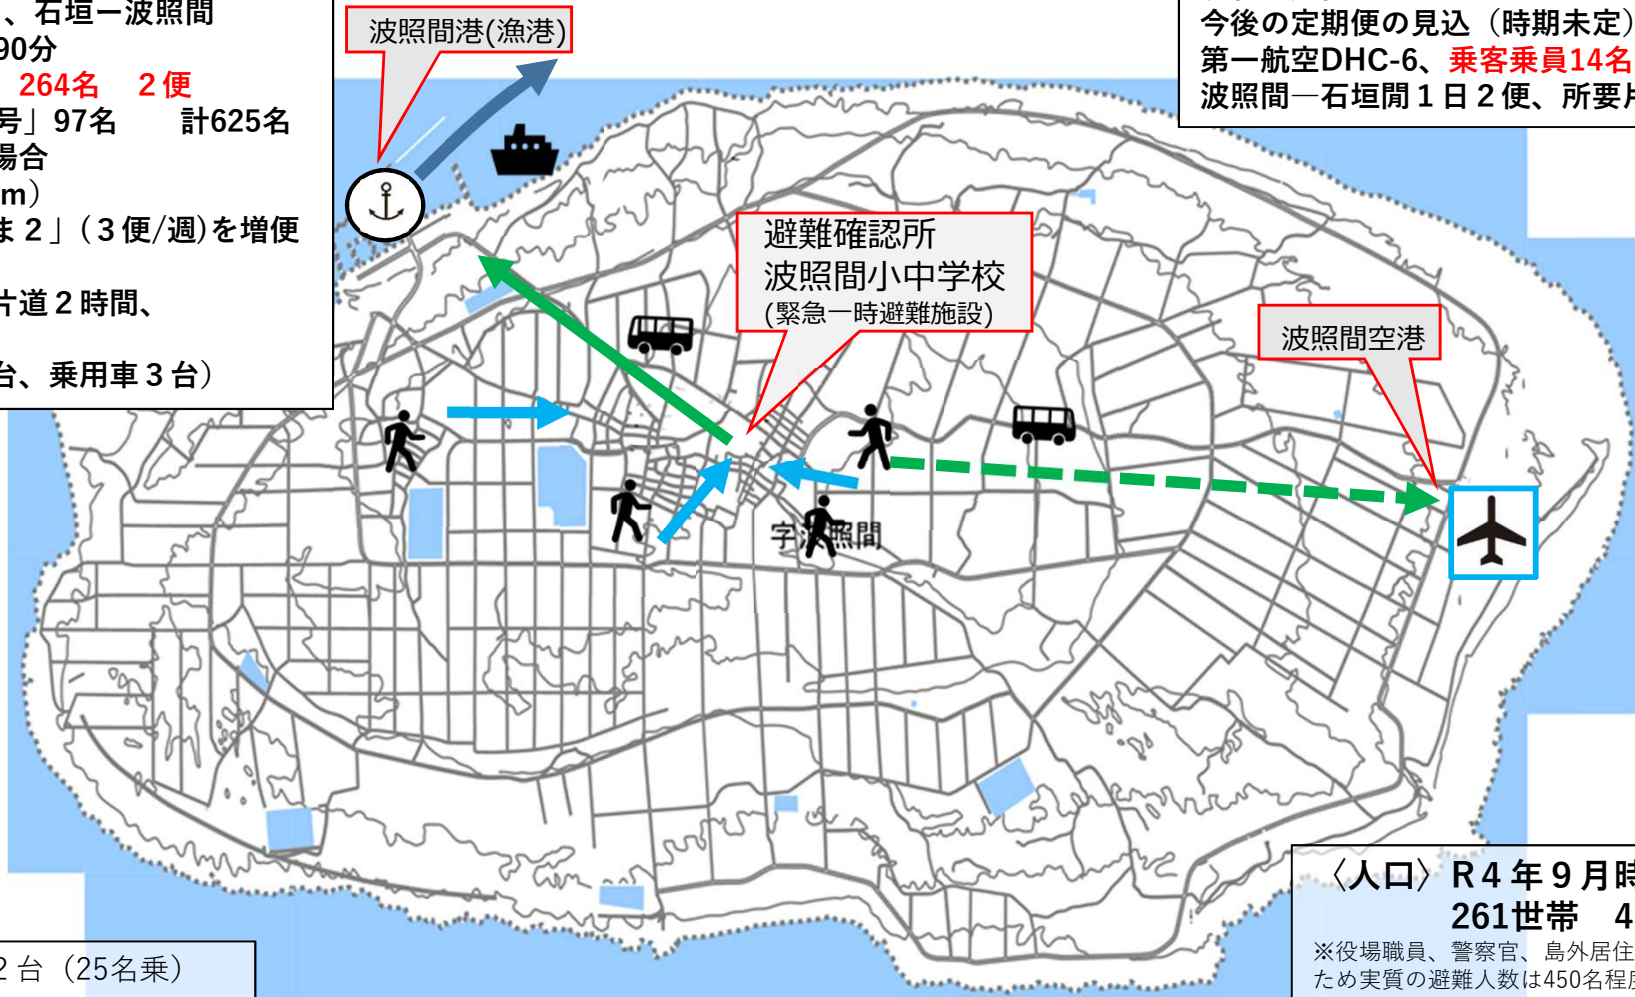 、石垣ー波照間
90分
264名　２便
号」97名　　計625名
場合
m）
ま２」(３便/週)を増便
片道２時間、
台、乗用車３台）
波照間港(漁港)
今後の定期便の見込（時期未定）
第一航空DHC-6、乗客乗員14名
波照間―石垣間１日２便、所要片
避難確認所
波照間小中学校
(緊急一時避難施設)
波照間空港
字波照間
〈人口〉R４年９月時
261世帯　4
※役場職員、警察官、島外居住
ため実質の避難人数は450名程度
２台（25名乗）